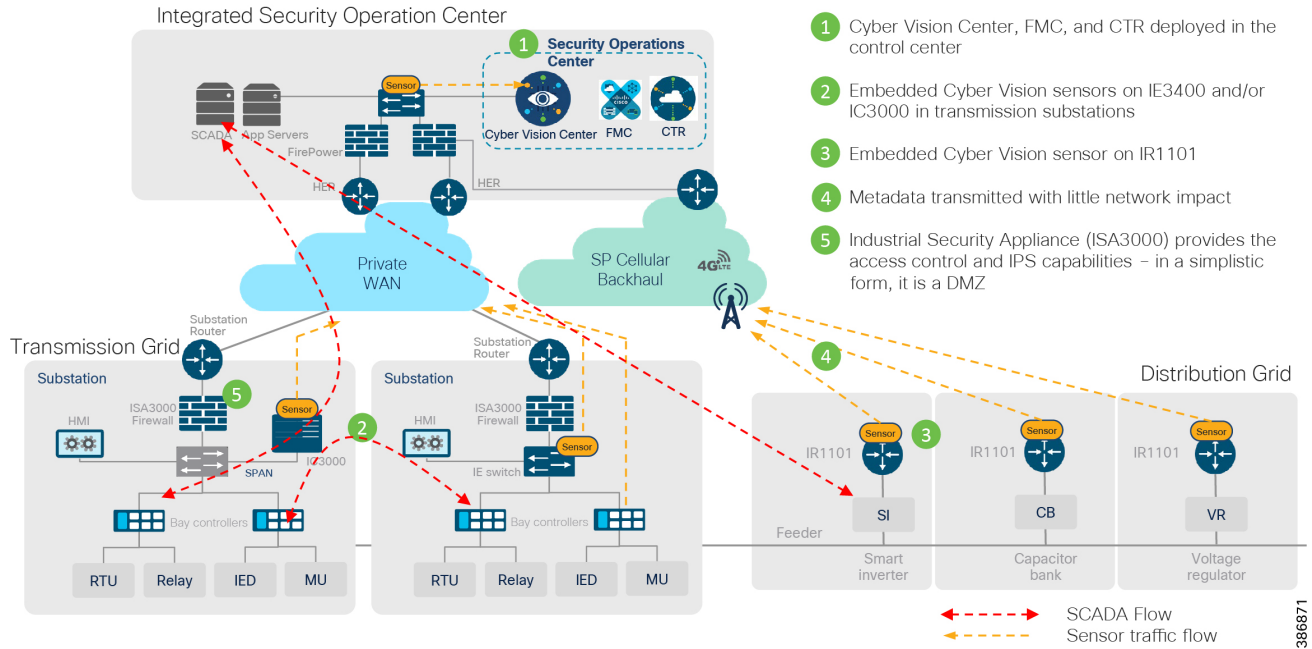 Integrated Security Operation Center
1
Security Operations
Center
Sensor
SCADA
App Servers
CISCO
Cyber Vision Center
FMC
CTR
FirePower
HER
HER
1
Cyber Vision Center, FMC, and CTR deployed in the
control center
2
Embedded Cyber Vision sensors on IE3400 and/or
IC3000 in transmission substations
3
Embedded Cyber Vision sensor on IR1101
4
Metadata transmitted with little network impact
5
Industrial Security Appliance (ISA3000) provides the
access control and IPS capabilities – in a simplistic
form, it is a DMZ
Private
WAN
SP Cellular
Backhaul
4G LTE
Transmission Grid
Substation
Router
Substation
5
ISA3000
Firewall
HMI
Sensor
IC3000
SPAN
2
Bay controllers
RTU
Relay
IED
MU
Substation
Router
Substation
ISA3000
Firewall
HMI
Sensor
IE switch
Bay controllers
RTU
Relay
IED
MU
4
Distribution Grid
Sensor
3
IR1101
SI
Feeder
Smart
inverter
Sensor
IR1101
CB
Capacitor
bank
Sensor
IR1101
VR
Voltage
regulator
SCADA Flow
Sensor traffic flow
386871